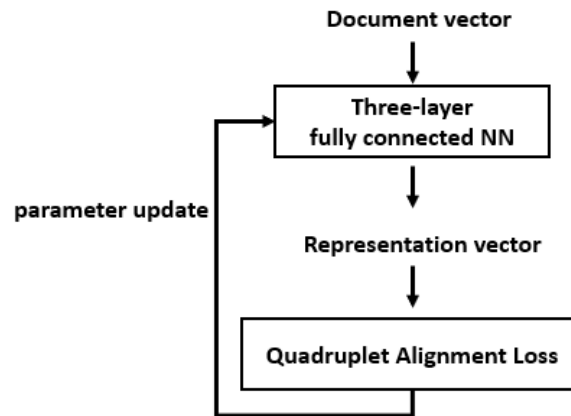 Document vector
Three-layer
fully connected NN
parameter update
Representation vector
Quadruplet Alignment Loss